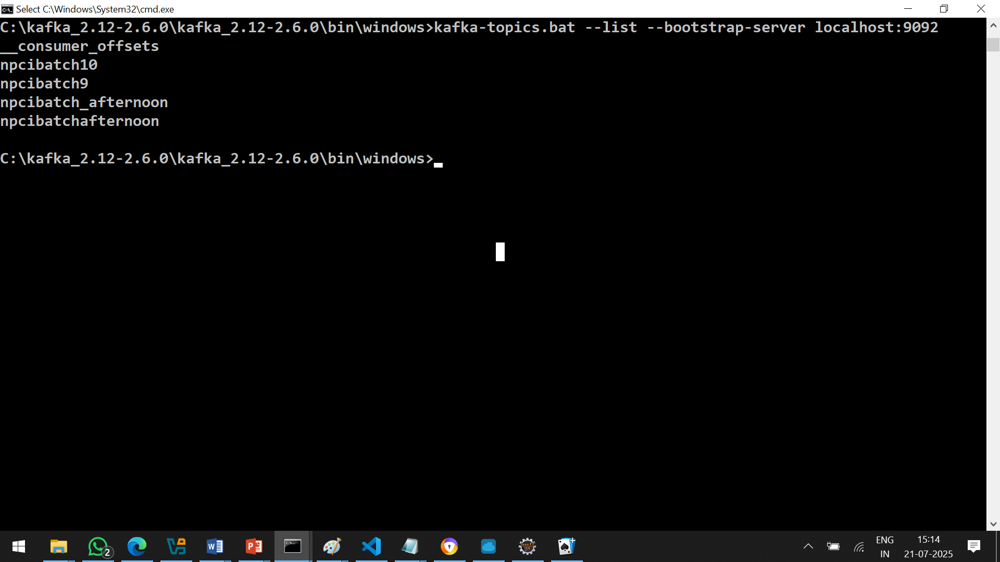 Select C:\Windows\System32\cmd.exe
C:\kafka_2.12-2.6.0\kafka_2.12-2.6.0\bin\windows>kafka-topics.bat --list --bootstrap-server localhost:9092
__consumer_offsets
npcibatch10
npcibatch9
npcibatch_afternoon
npcibatchafternoon
C:\kafka_2.12-2.6.0\kafka_2.12-2.6.0\bin\windows>
2
ENG
IN
15:14
21-07-2025